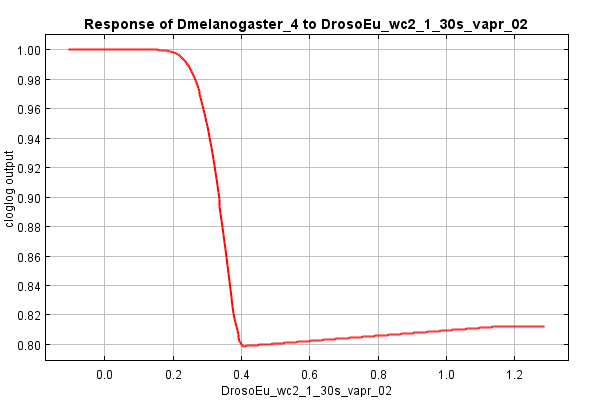 Response of Dmelanogaster_4 to DrosoEu_wc2_1_30s_vapr_02
cloglog output
1.00
0.98
0.96
0.94
0.92
0.90
0.88
0.86
0.84
0.82
0.80
0.0 0.2 0.4 0.6 0.8 1.0 1.2
DrosoEu_wc2_1_30s_vapr_02